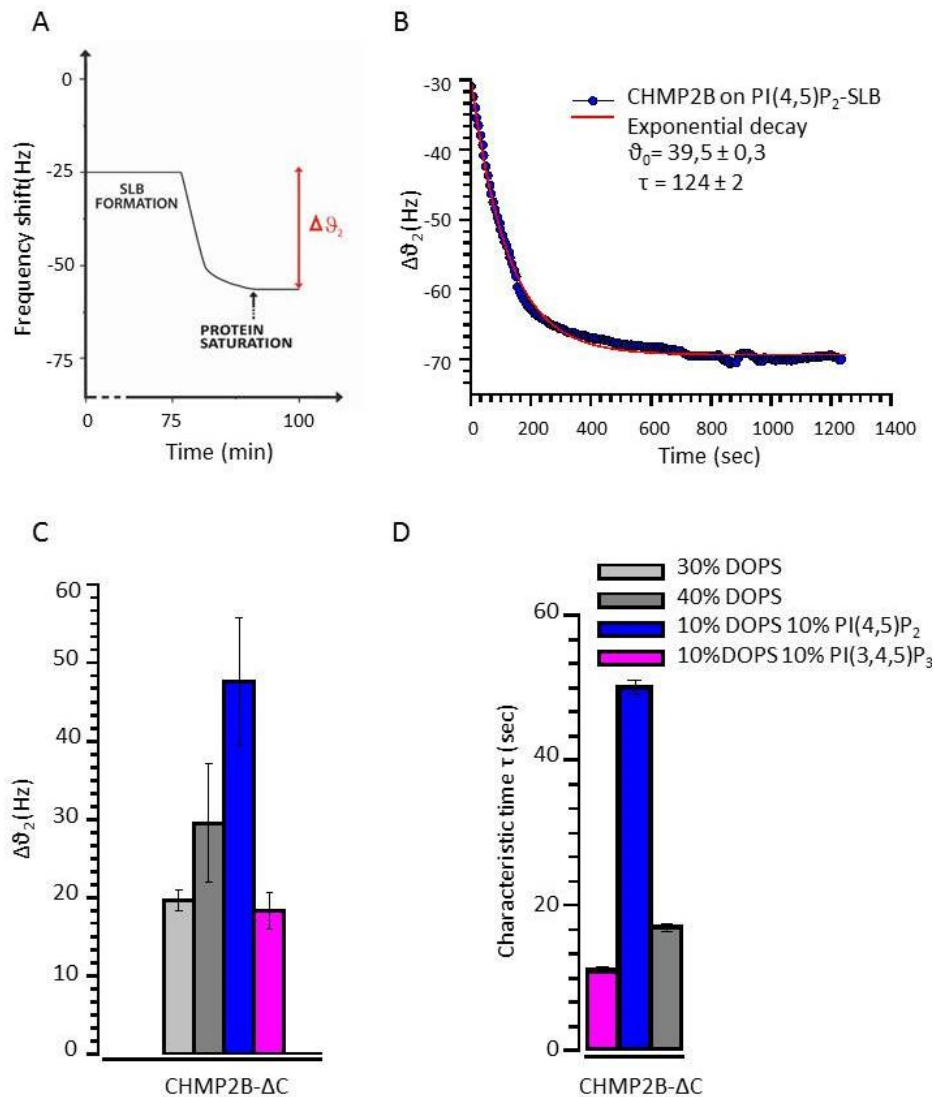 A
Frequency shift(Hz)
0
-25
-50
-75
SLB
FORMATION
Δϑ₂
PROTEIN
SATURATION
0
75
100
Time (min)
B
Δϑ₂(Hz)
-30
-40
-50
-60
-70
CHMP2B on PI(4,5)P₂-SLB
Exponential decay
ϑ₀= 39,5 ± 0,3
τ = 124 ± 2
0 200 400 600 800 1000 1200 1400
Time (sec)
C
Δϑ₂(Hz)
60
50
40
30
20
10
0
CHMP2B-ΔC
D
30% DOPS
40% DOPS
10% DOPS 10% PI(4,5)P₂
10%DOPS 10% PI(3,4,5)P₃
Characteristic time τ (sec)
60
40
20
0
CHMP2B-ΔC